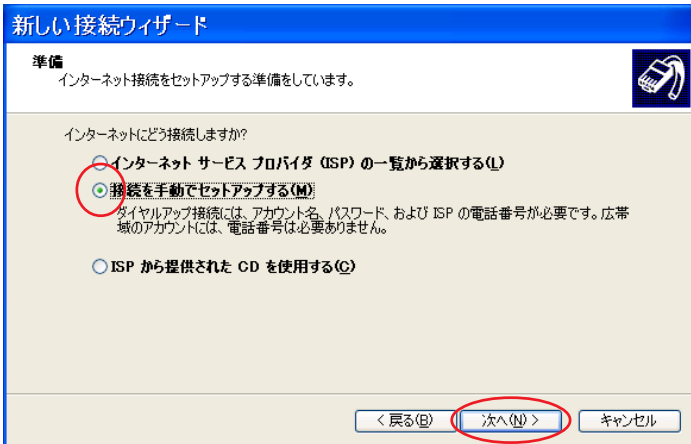 新しい接続ウィザード
準備
インターネット接続をセットアップする準備をしています。
インターネットにどう接続しますか?
インターネット サービス プロバイダ (ISP) の一覧から選択する(L)
接続を手動でセットアップする(M)
ダイヤルアップ接続には、アカウント名、パスワード、および ISP の電話番号が必要です。広帯
域のアカウントには、電話番号は必要ありません。
ISP から提供された CD を使用する(C)
< 戻る(B) 次へ(N) > キャンセル